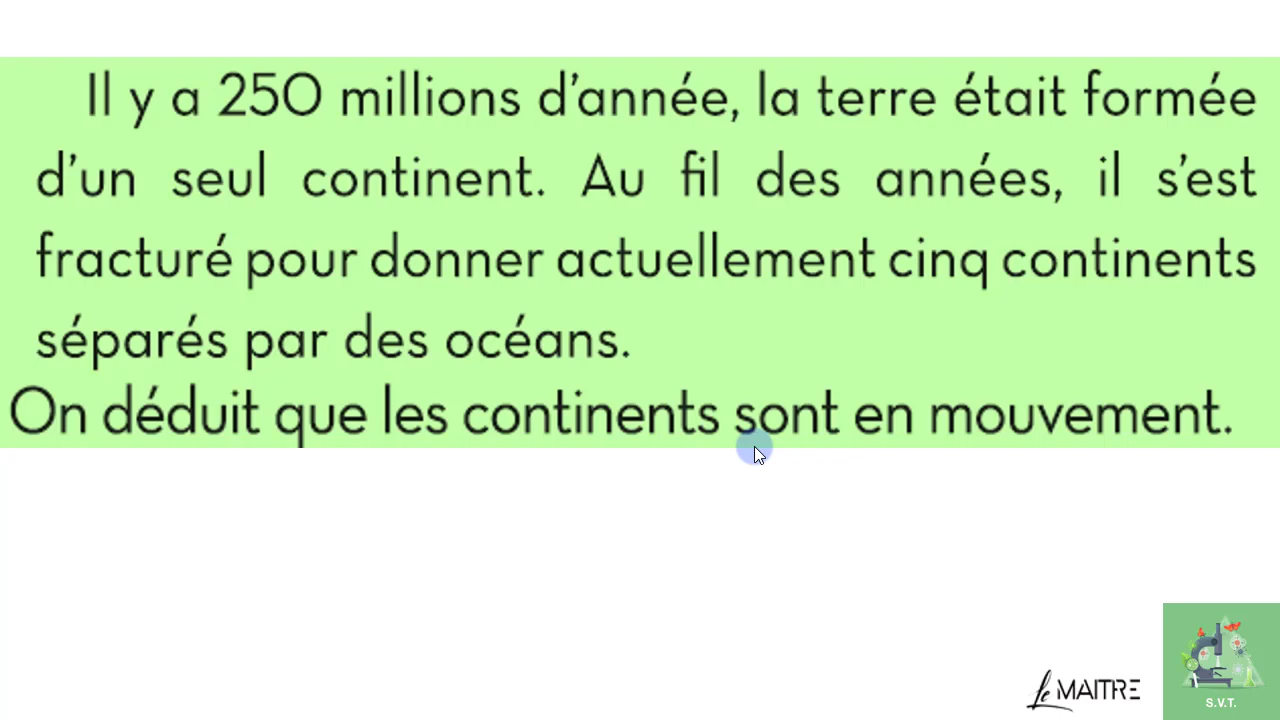 Il y a 250 millions d’année, la terre était formée
d’un seul continent. Au fil des années, il s’est
fracturé pour donner actuellement cinq continents
séparés par des océans.
On déduit que les continents sont en mouvement.
Le MAITRE
S.V.T.